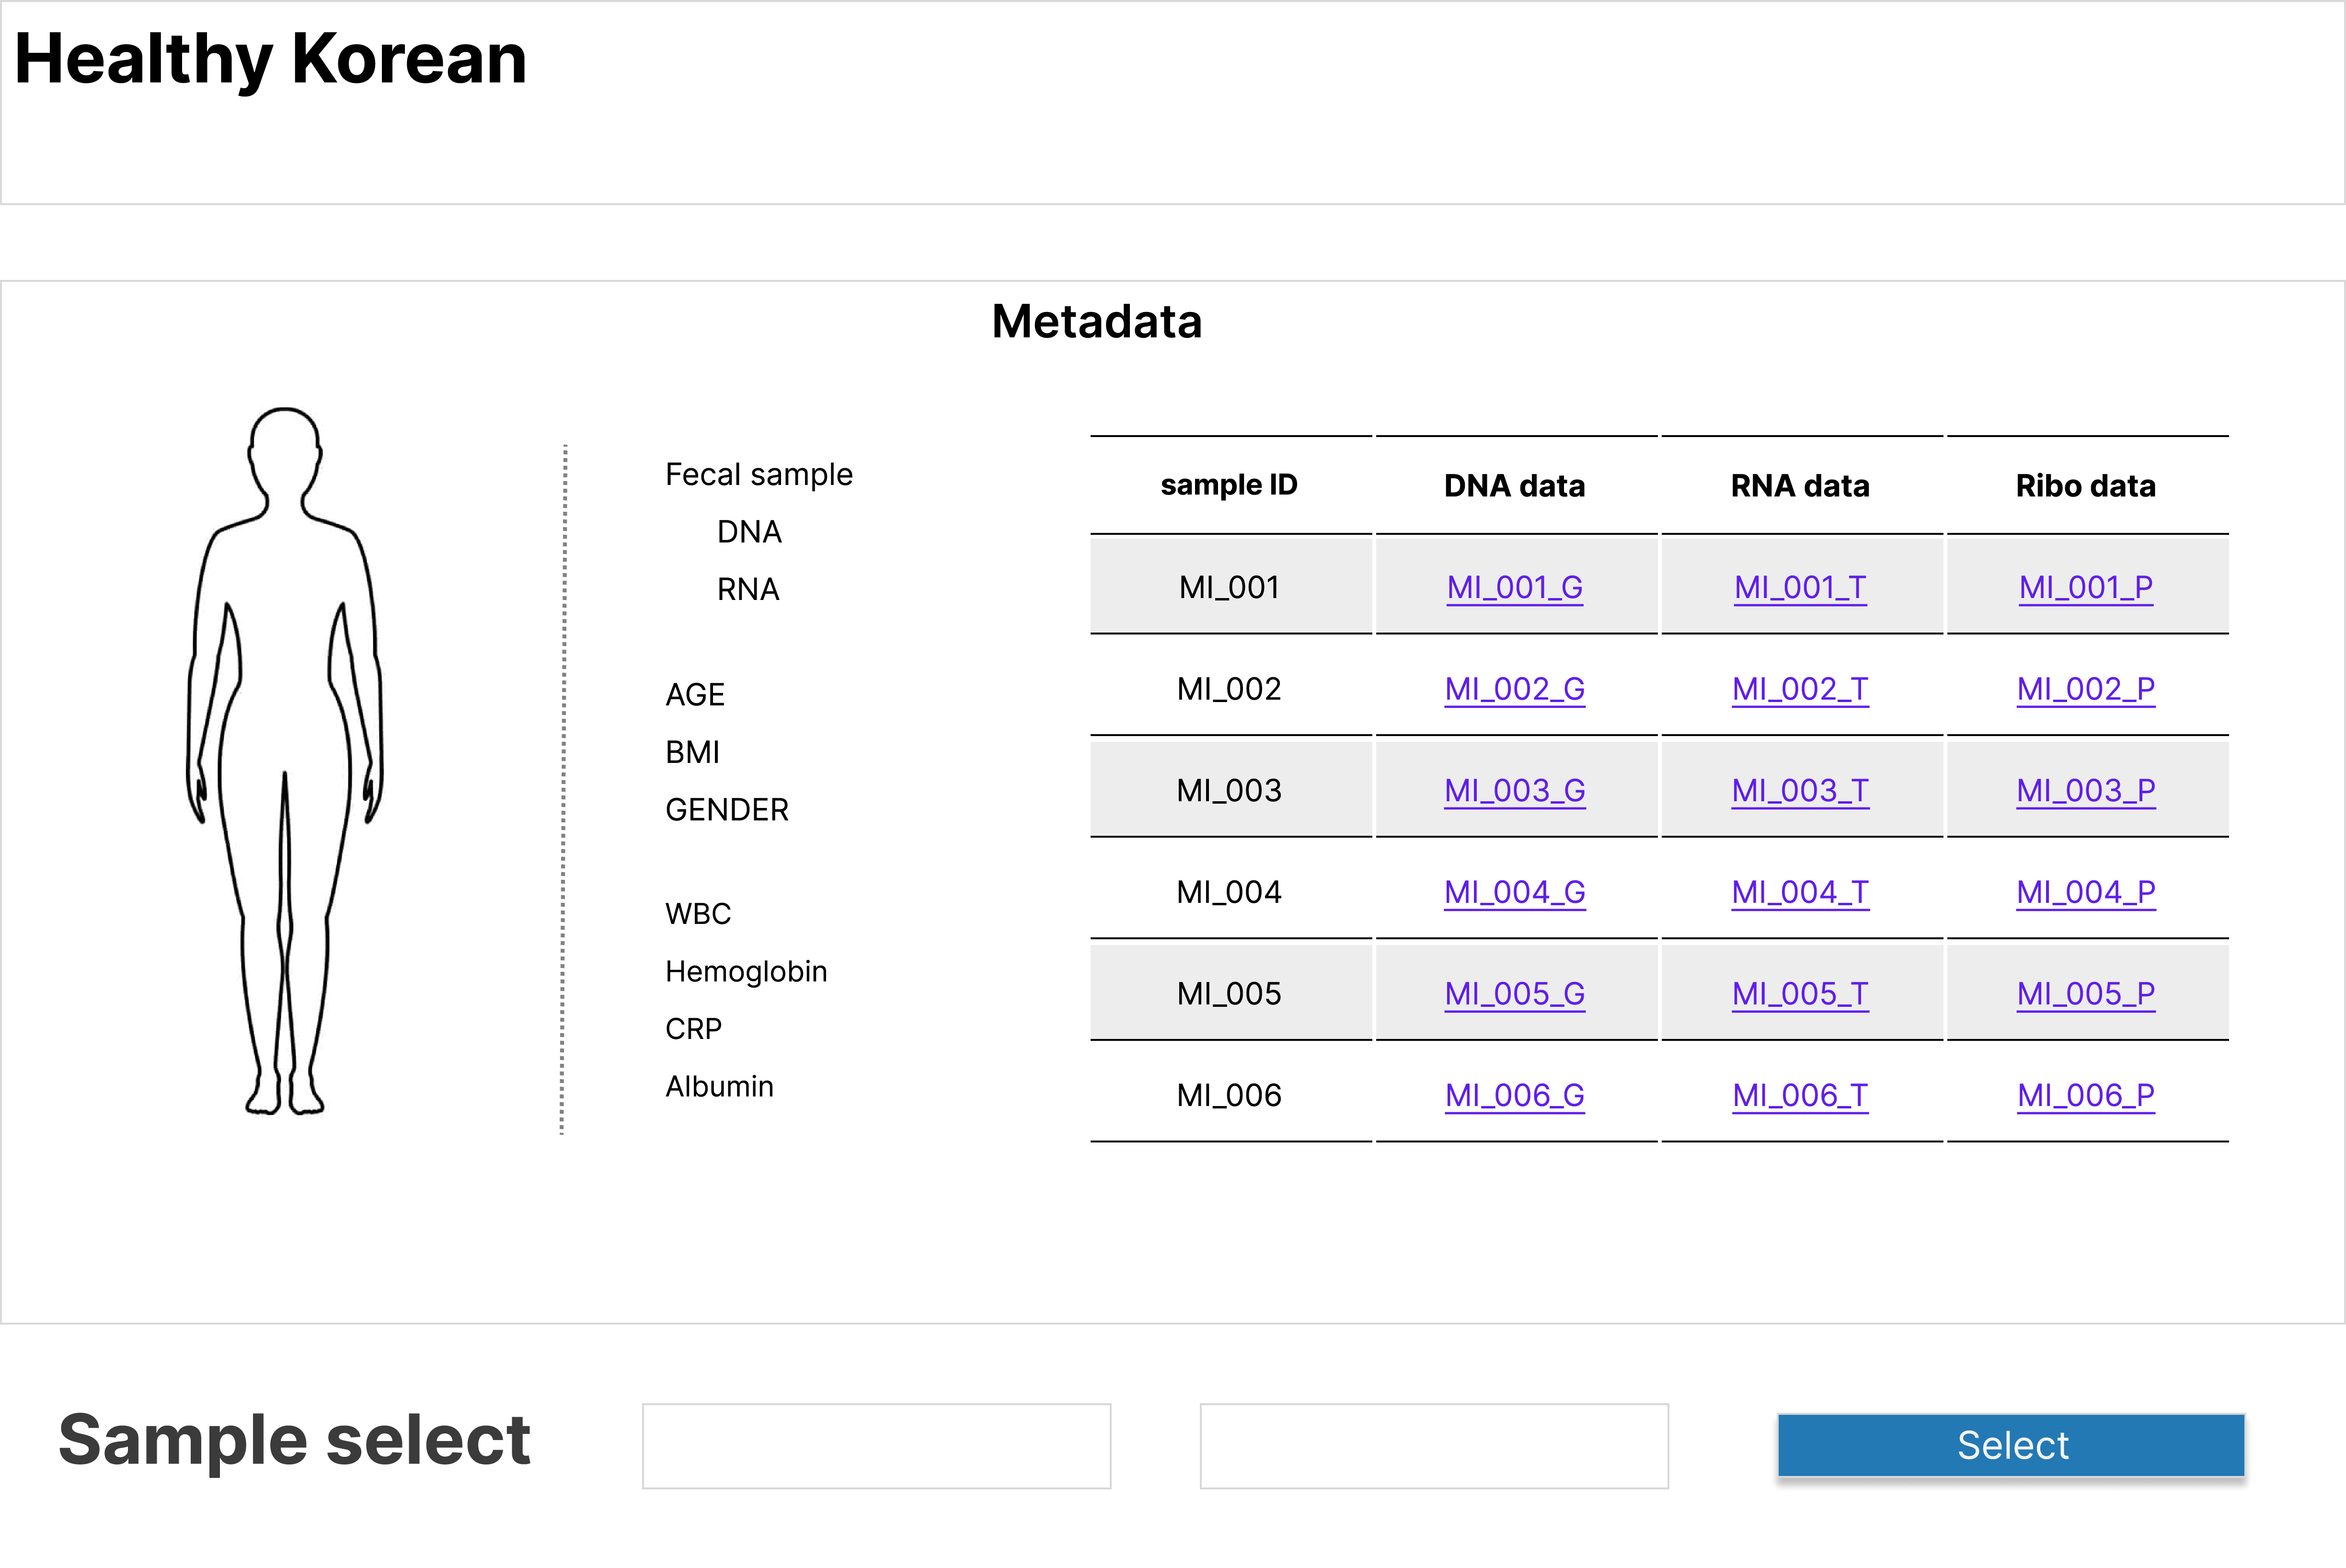 Healthy Korean
Metadata
Fecal sample
DNA
RNA
AGE
BMI
GENDER
WBC
Hemoglobin
CRP
Albumin
sample ID DNA data RNA data Ribo data
MI_001 MI_001_G MI_001_T MI_001_P
MI_002 MI_002_G MI_002_T MI_002_P
MI_003 MI_003_G MI_003_T MI_003_P
MI_004 MI_004_G MI_004_T MI_004_P
MI_005 MI_005_G MI_005_T MI_005_P
MI_006 MI_006_G MI_006_T MI_006_P
Sample select
Select